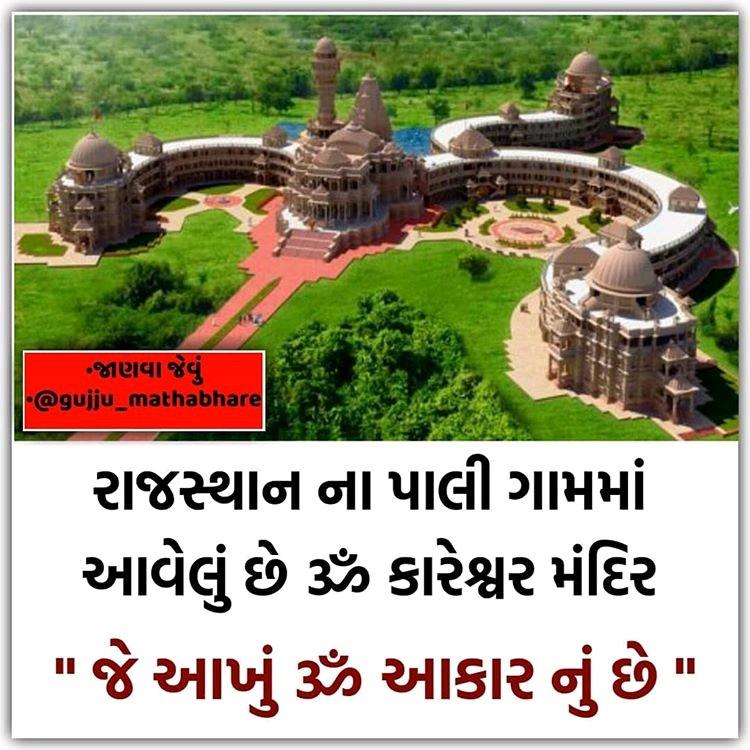 •જાણવા જેવું
•@gujju_mathabhare
રાજસ્થાન ના પાલી ગામમાં
આવેલું છે ૐ કારેશ્વર મંદિર
" જે આખું ૐ આકાર નું છે "